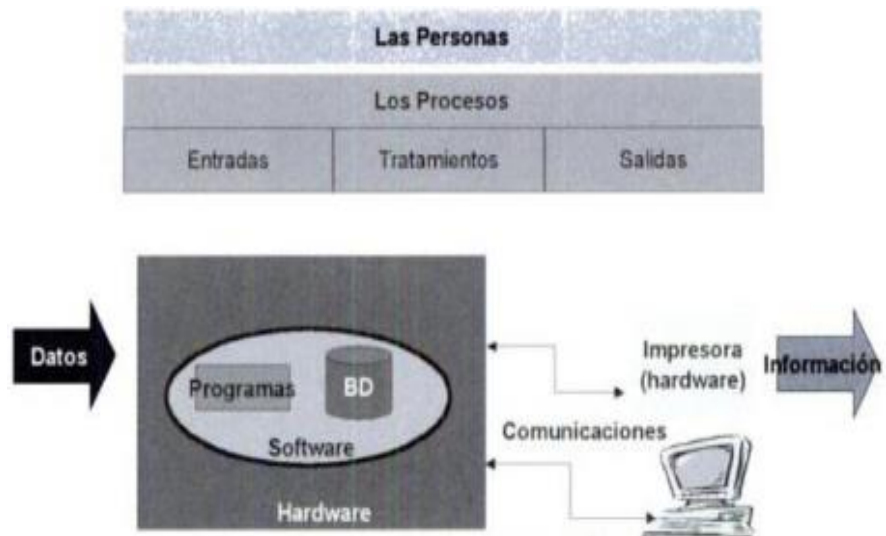 Las Personas
Los Procesos
Entradas
Tratamientos
Salidas
Datos
Programas
BD
Software
Hardware
Impresora
(hardware)
Comunicaciones
Información